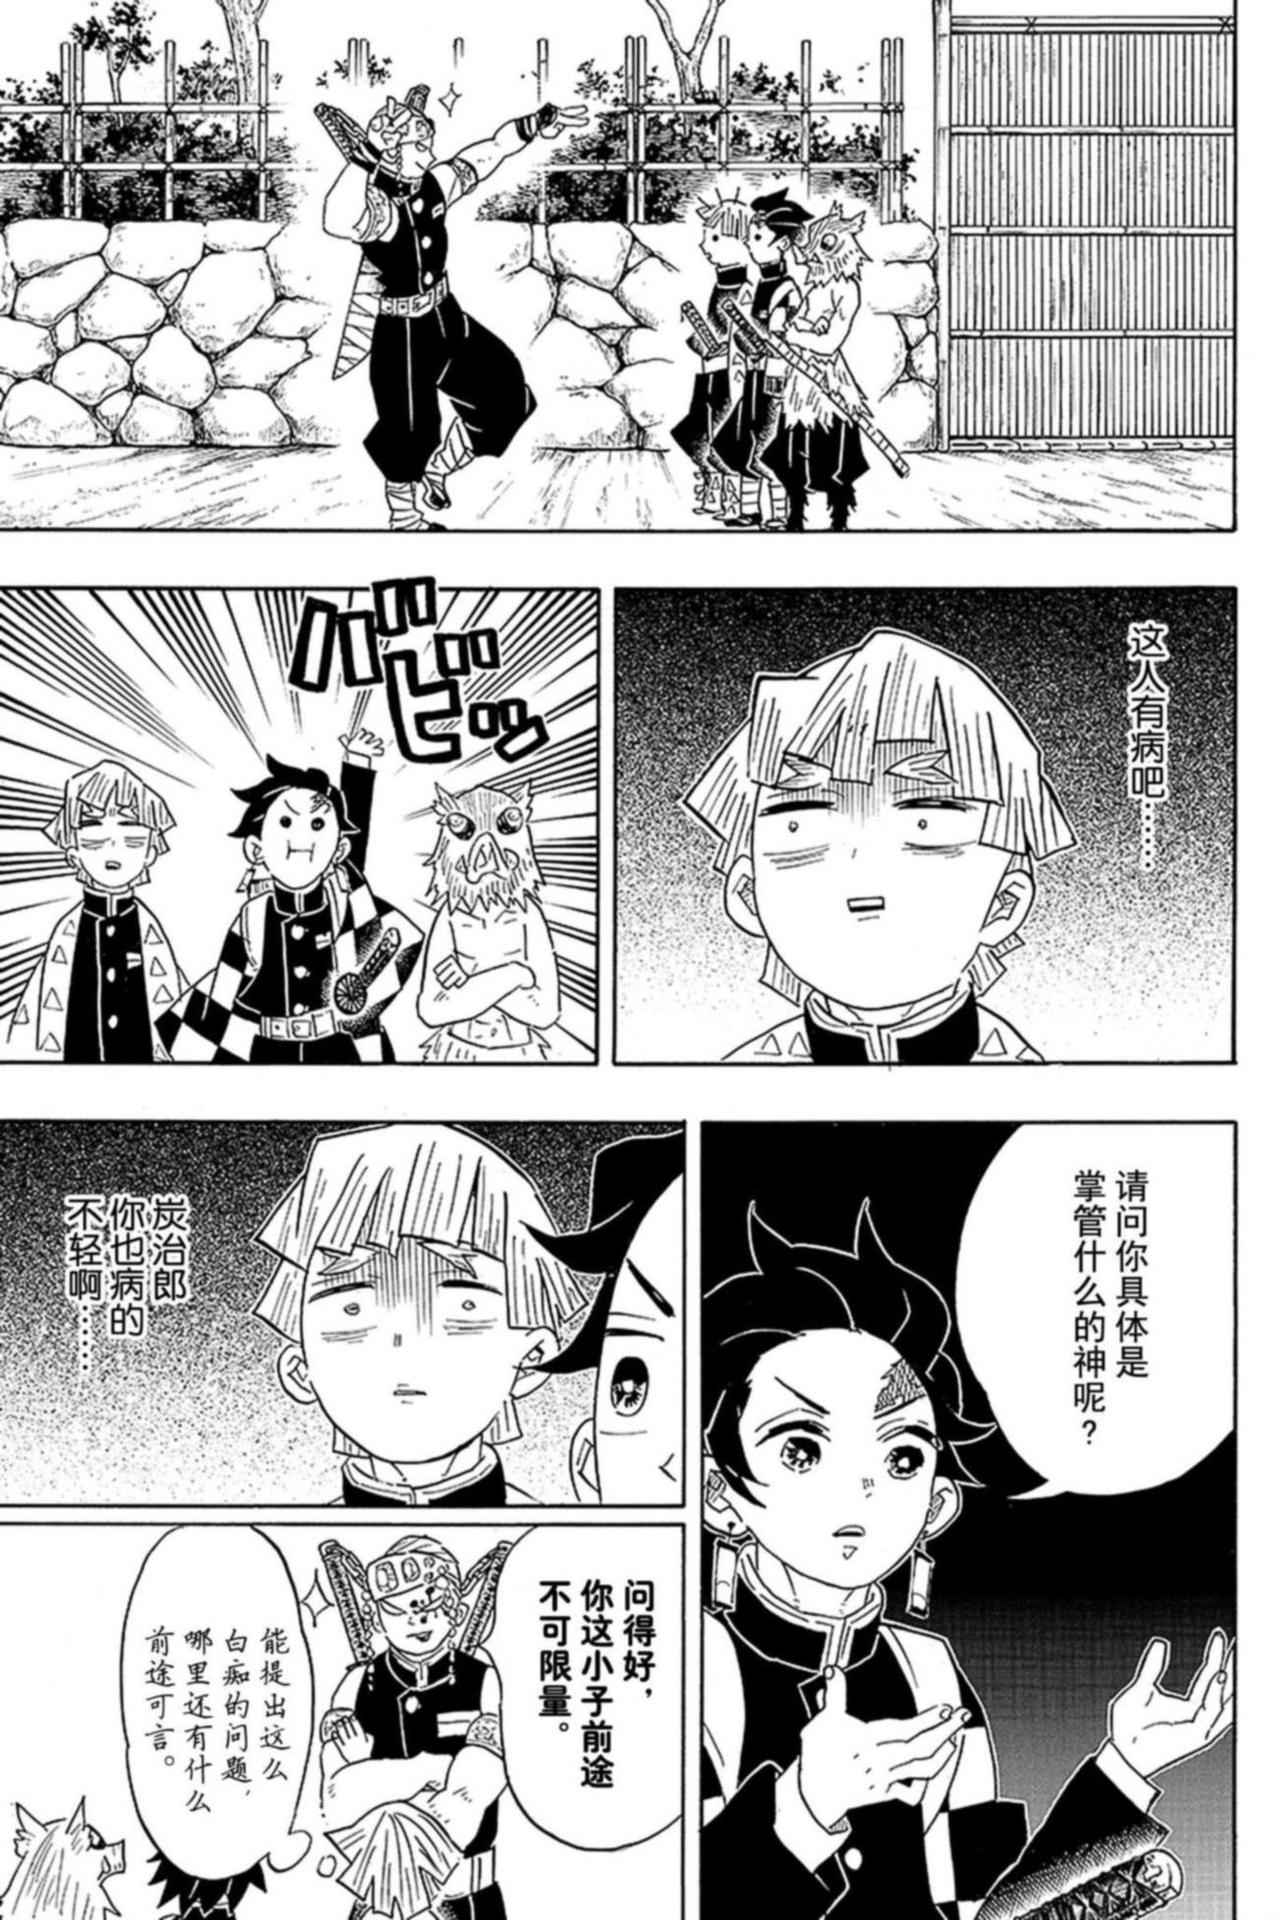 这人有病吧……
ババビッ
请问你具体是
掌管什么的神呢？
炭治郎
你也病的
不轻啊……
问得好，
你这小子前途
不可限量。
能提出这么
白痴的问题，
哪里还有什么
前途可言。